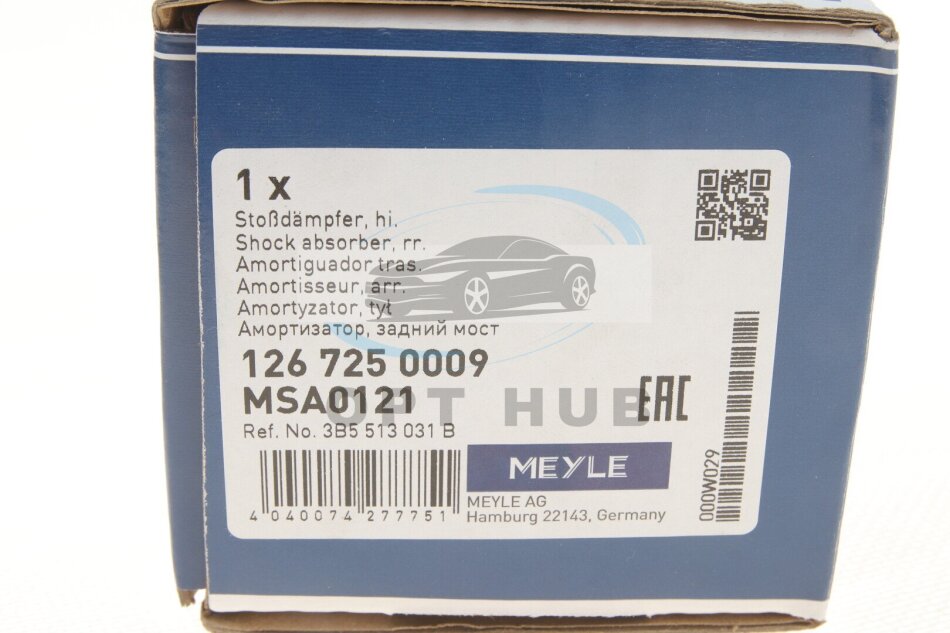 1 x
Stoßdämpfer, hi.
Shock absorber, rr.
Amortiguador tras.
Amortisseur, arr.
Amortyzator, tył
Амортизатор, задний мост
126 725 0009
MSA0121
OPT HUB
EAC
Ref. No. 3B5 513 031 B
MEYLE
4 040074 277751
MEYLE AG
Hamburg 22143, Germany
000W029